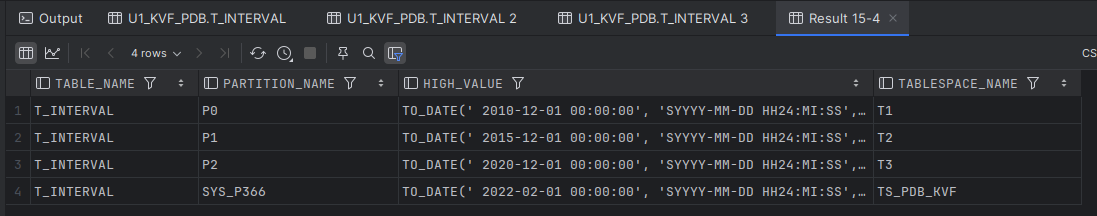 Output U1_KVF_PDB.T_INTERVAL U1_KVF_PDB.T_INTERVAL 2 U1_KVF_PDB.T_INTERVAL 3 Result 15-4
4 rows CS
TABLE_NAME PARTITION_NAME HIGH_VALUE TABLESPACE_NAME
1 T_INTERVAL P0 TO_DATE(' 2010-12-01 00:00:00', 'SYYYY-MM-DD HH24:MI:SS',… T1
2 T_INTERVAL P1 TO_DATE(' 2015-12-01 00:00:00', 'SYYYY-MM-DD HH24:MI:SS',… T2
3 T_INTERVAL P2 TO_DATE(' 2020-12-01 00:00:00', 'SYYYY-MM-DD HH24:MI:SS',… T3
4 T_INTERVAL SYS_P366 TO_DATE(' 2022-02-01 00:00:00', 'SYYYY-MM-DD HH24:MI:SS',… TS_PDB_KVF